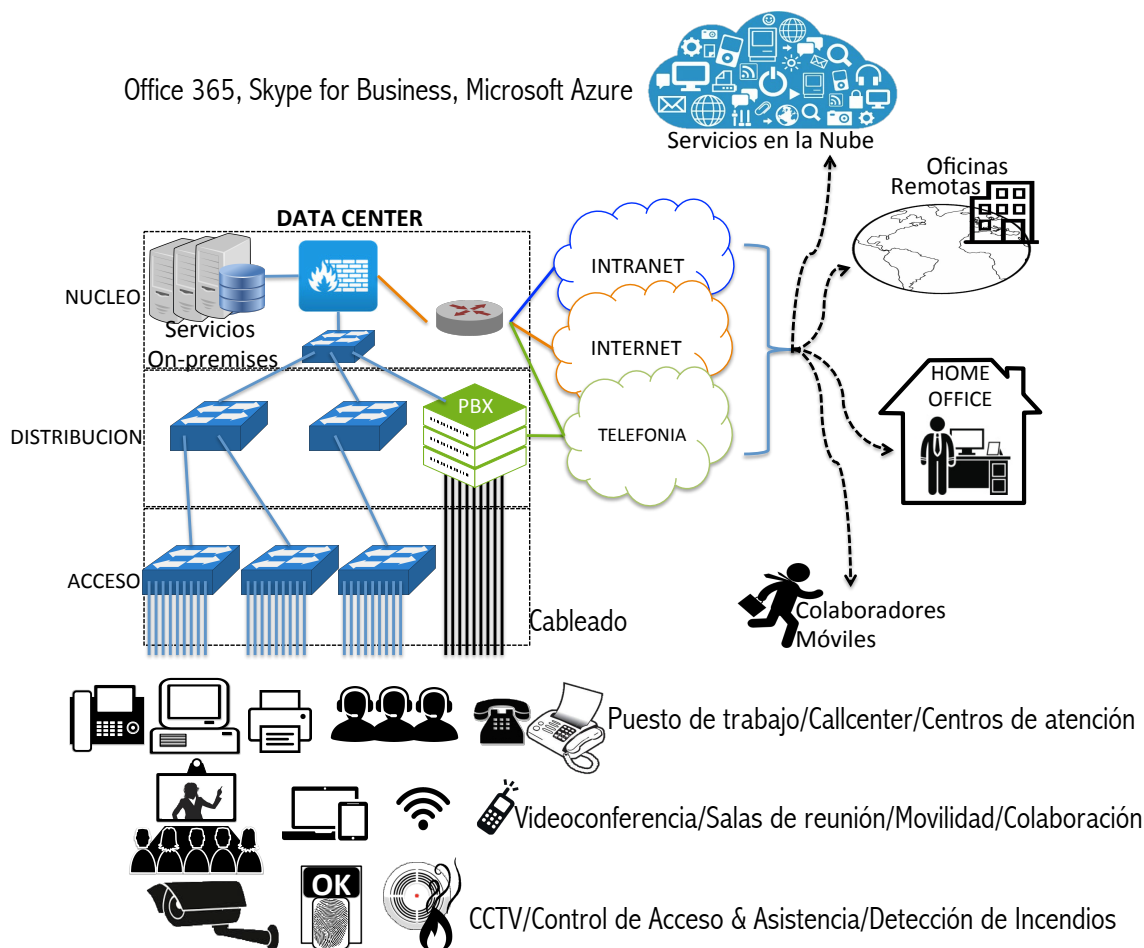 Office 365, Skype for Business, Microsoft Azure
Servicios en la Nube
Oficinas
Remotas
DATA CENTER
NUCLEO
Servicios
On-premises
INTRANET
INTERNET
HOME
OFFICE
DISTRIBUCION
PBX
TELEFONIA
ACCESO
Cableado
Colaboradores
Móviles
Puesto de trabajo/Callcenter/Centros de atención
Videoconferencia/Salas de reunión/Movilidad/Colaboración
OK
CCTV/Control de Acceso & Asistencia/Detección de Incendios